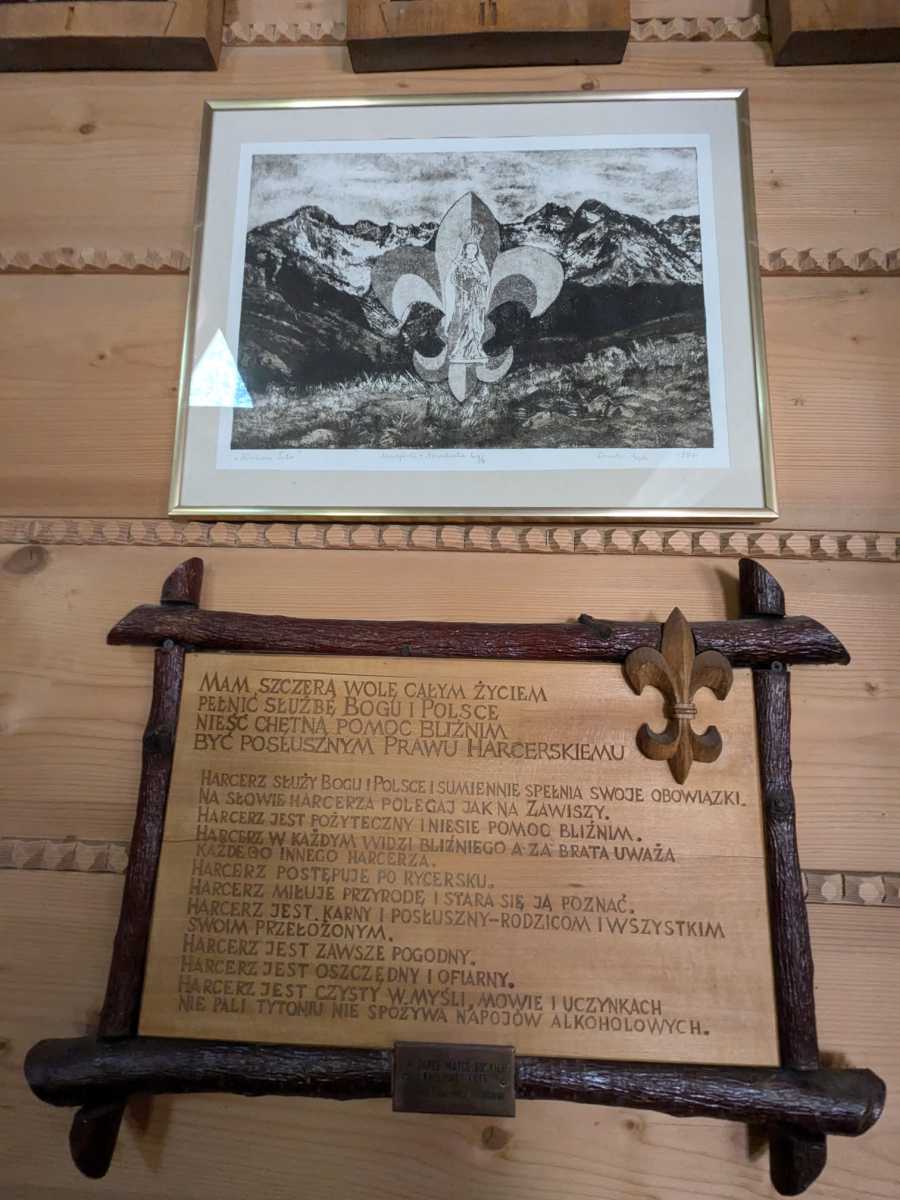 MAM SZCZERĄ WOLĘ CAŁYM ŻYCIEM
PEŁNIĆ SŁUŻBĘ BOGU I POLSCE
NIEŚĆ CHĘTNĄ POMOC BLIŹNIM
BYĆ POSŁUSZNYM PRAWU HARCERSKIEMU
HARCERZ SŁUŻY BOGU I POLSCE I SUMIENNIE SPEŁNIA SWOJE OBOWIĄZKI.
NA SŁOWIE HARCERZA POLEGAJ JAK NA ZAWISZY.
HARCERZ JEST POŻYTECZNY I NIESIE POMOC BLIŹNIM.
HARCERZ W KAŻDYM WIDZI BLIŹNIEGO A ZA BRATA UWAŻA
KAŻDEGO INNEGO HARCERZA.
HARCERZ POSTĘPUJE PO RYCERSKU.
HARCERZ MIŁUJE PRZYRODĘ I STARA SIĘ JĄ POZNAĆ.
HARCERZ JEST KARNY I POSŁUSZNY-RODZICOM I WSZYSTKIM
SWOIM PRZEŁOŻONYM.
HARCERZ JEST ZAWSZE POGODNY.
HARCERZ JEST OSZCZĘDNY I OFIARNY.
HARCERZ JEST CZYSTY W MYŚLI, MOWIE I UCZYNKACH
NIE PALI TYTONIU NIE SPOŻYWA NAPOJÓW ALKOHOLOWYCH.